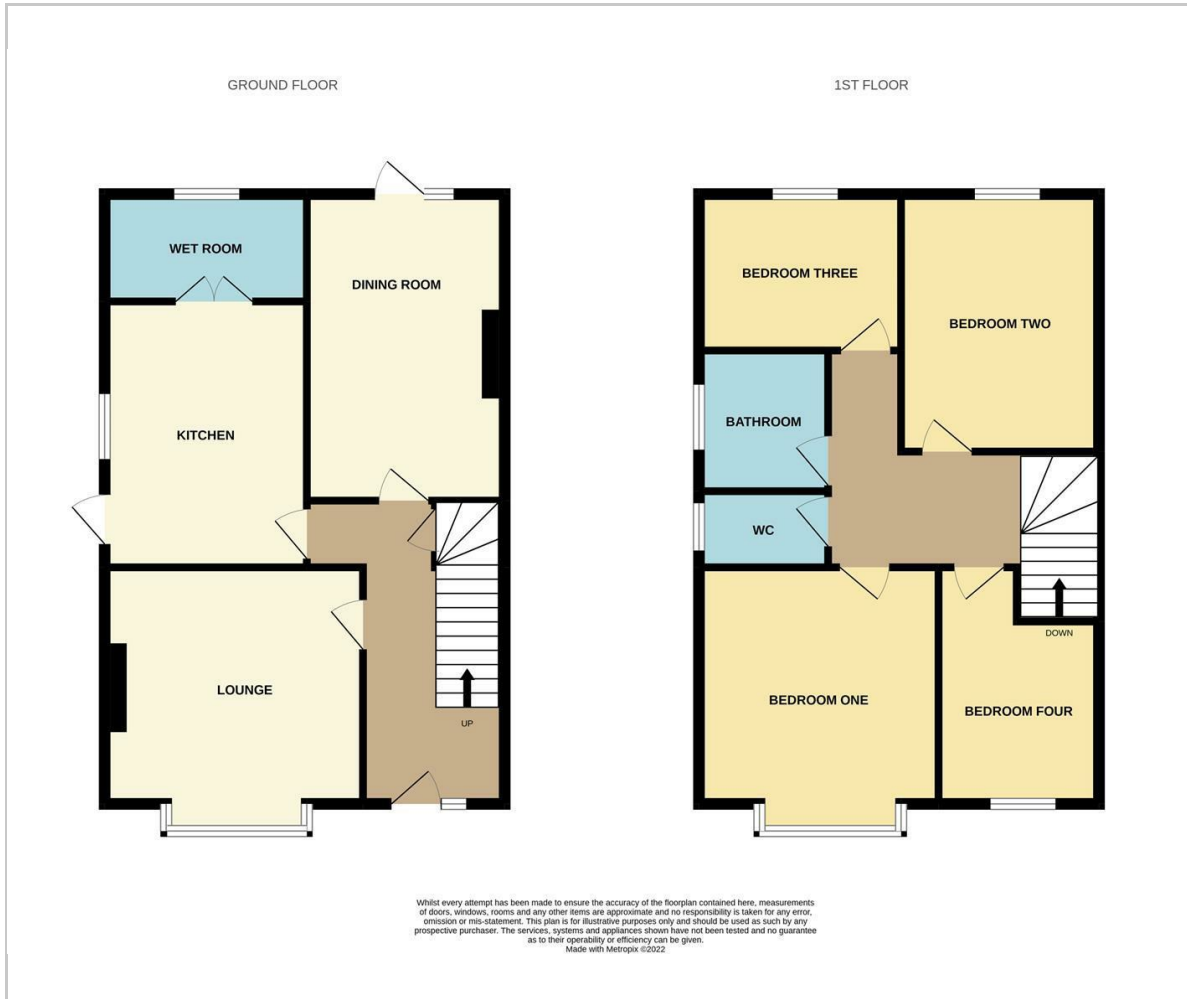 GROUND FLOOR
WET ROOM
DINING ROOM
KITCHEN
LOUNGE
UP
1ST FLOOR
BEDROOM THREE
BEDROOM TWO
BATHROOM
WC
DOWN
BEDROOM ONE
BEDROOM FOUR
Whilst every attempt has been made to ensure the accuracy of the floorplan contained here, measurements
of doors, windows, rooms and any other items are approximate and no responsibility is taken for any error,
omission or mis-statement. This plan is for illustrative purposes only and should be used as such by any
prospective purchaser. The services, systems and appliances shown have not been tested and no guarantee
as to their operability or efficiency can be given.
Made with Metropix ©2022